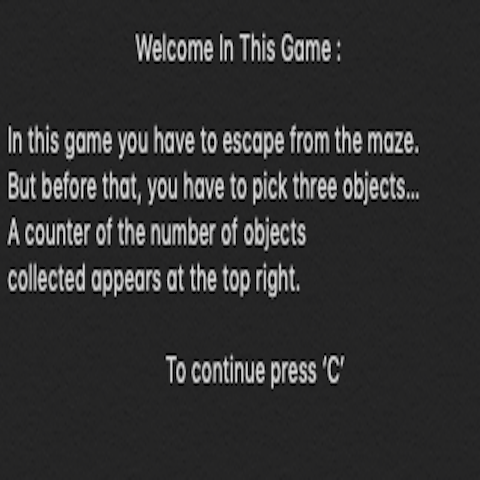 Welcome In This Game :
In this game you have to escape from the maze.
But before that, you have to pick three objects...
A counter of the number of objects
collected appears at the top right.
To continue press ‘C’